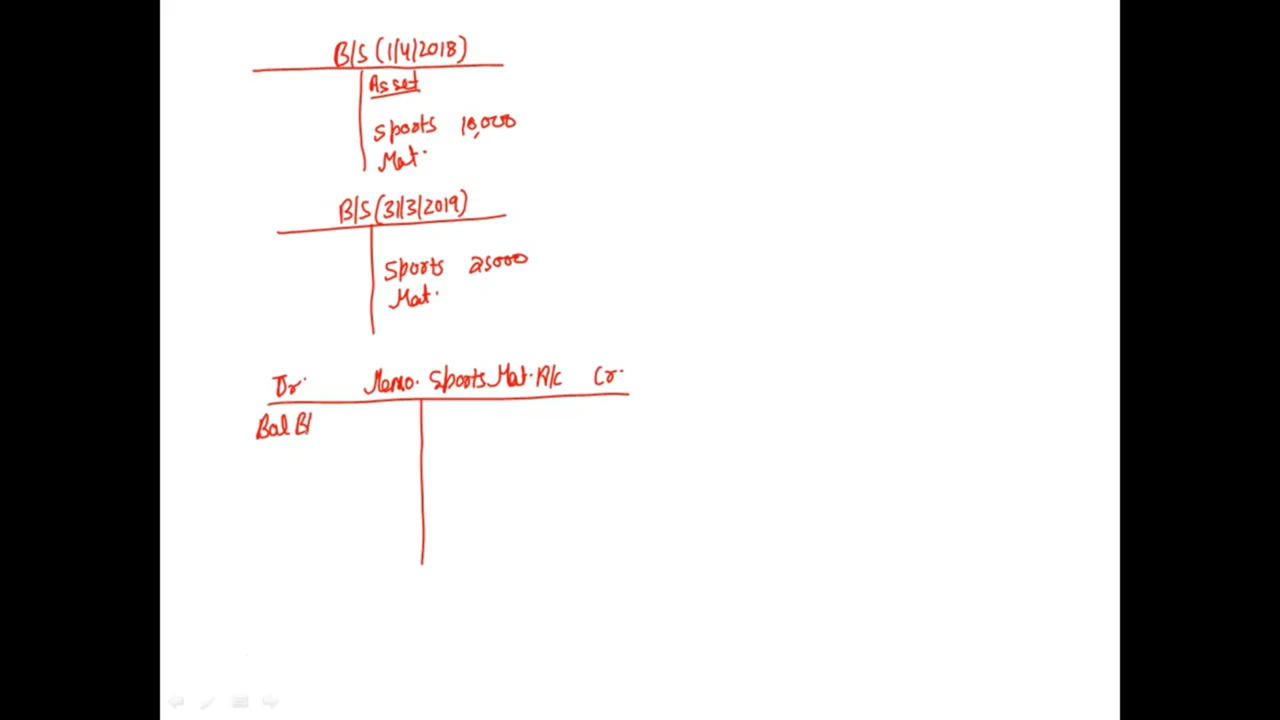 B/S (1/4/2018)
Asset
Sports 10,000
Mat.
B/S (31/3/2019)
Sports 25000
Mat.
Dr. Memo. Sports Mat. A/c Cr.
Bal B/